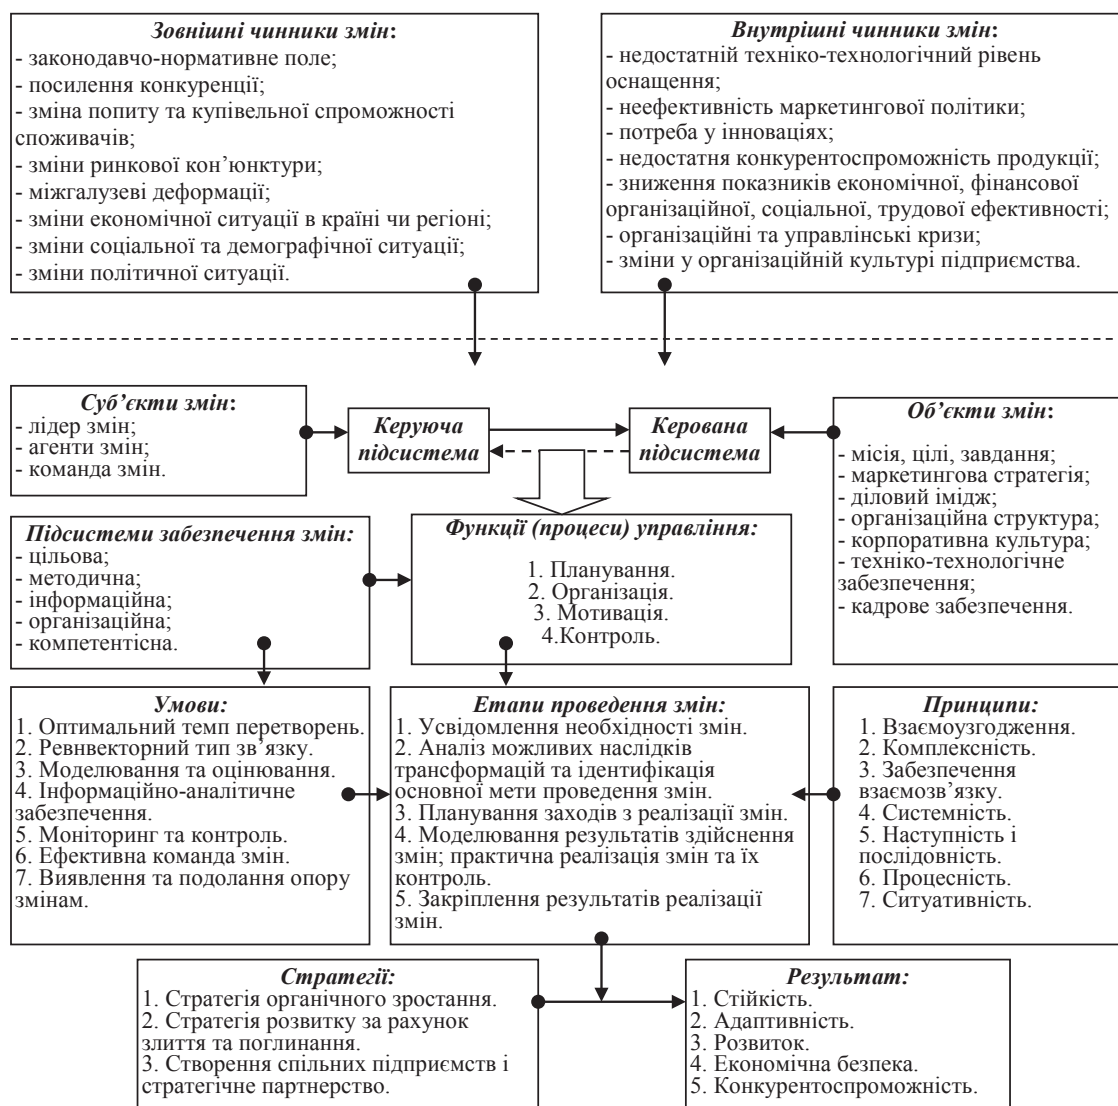 Зовнішні чинники змін:
- законодавчо-нормативне поле;
- посилення конкуренції;
- зміна попиту та купівельної спроможності
споживачів;
- зміни ринкової кон’юнктури;
- міжгалузеві деформації;
- зміни економічної ситуації в країні чи регіоні;
- зміни соціальної та демографічної ситуації;
- зміни політичної ситуації.
Внутрішні чинники змін:
- недостатній техніко-технологічний рівень
оснащення;
- неефективність маркетингової політики;
- потреба у інноваціях;
- недостатня конкурентоспроможність продукції;
- зниження показників економічної, фінансової
організаційної, соціальної, трудової ефективності;
- організаційні та управлінські кризи;
- зміни у організаційній культурі підприємства.
Суб’єкти змін:
- лідер змін;
- агенти змін;
- команда змін.
Керуюча
підсистема
Керована
підсистема
Об’єкти змін:
- місія, цілі, завдання;
- маркетингова стратегія;
- діловий імідж;
- організаційна структура;
- корпоративна культура;
- техніко-технологічне
забезпечення;
- кадрове забезпечення.
Підсистеми забезпечення змін:
- цільова;
- методична;
- інформаційна;
- організаційна;
- компетентісна.
Функції (процеси) управління:
1. Планування.
2. Організація.
3. Мотивація.
4.Контроль.
Умови:
1. Оптимальний темп перетворень.
2. Ревнвекторний тип зв’язку.
3. Моделювання та оцінювання.
4. Інформаційно-аналітичне
забезпечення.
5. Моніторинг та контроль.
6. Ефективна команда змін.
7. Виявлення та подолання опору
змінам.
Етапи проведення змін:
1. Усвідомлення необхідності змін.
2. Аналіз можливих наслідків
трансформацій та ідентифікація
основної мети проведення змін.
3. Планування заходів з реалізації змін.
4. Моделювання результатів здійснення
змін; практична реалізація змін та їх
контроль.
5. Закріплення результатів реалізації
змін.
Принципи:
1. Взаємоузгодження.
2. Комплексність.
3. Забезпечення
взаємозв’язку.
4. Системність.
5. Наступність і
послідовність.
6. Процесність.
7. Ситуативність.
Стратегії:
1. Стратегія органічного зростання.
2. Стратегія розвитку за рахунок
злиття та поглинання.
3. Створення спільних підприємств і
стратегічне партнерство.
Результат:
1. Стійкість.
2. Адаптивність.
3. Розвиток.
4. Економічна безпека.
5. Конкурентоспроможність.